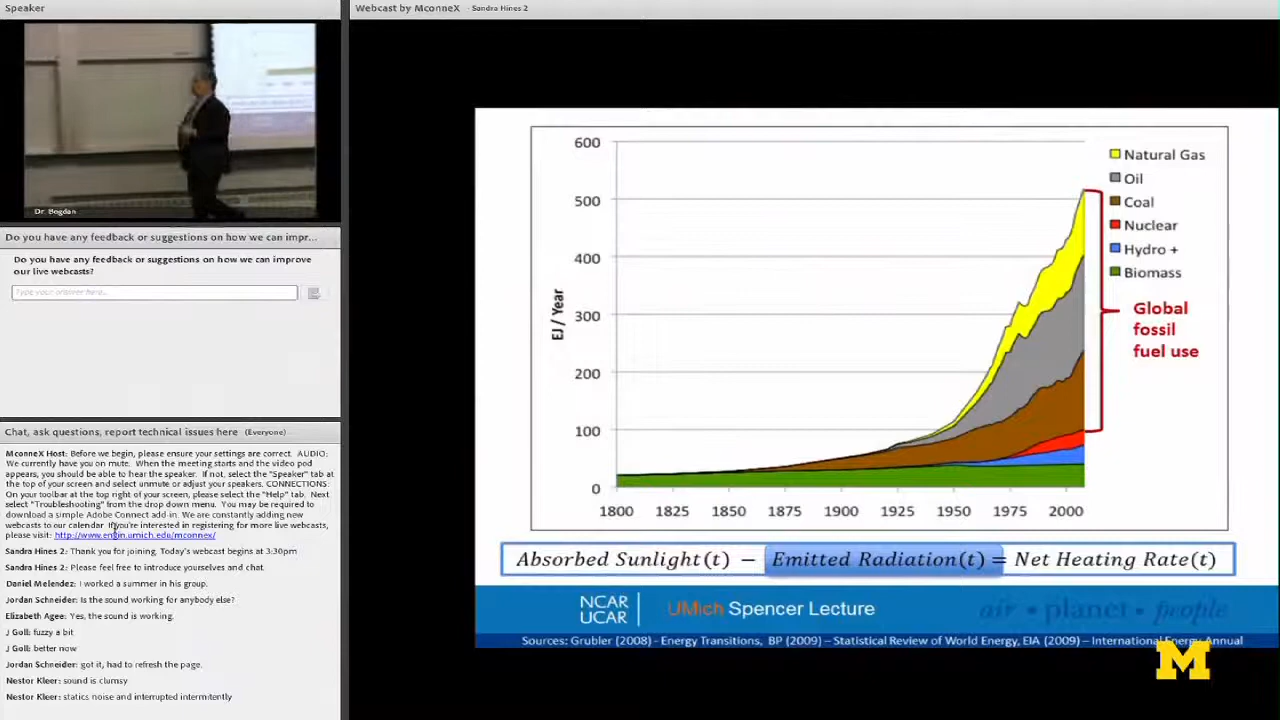 Speaker
Webcast by MconneX - Sandra Hines 2
Dr. Bogdan
Do you have any feedback or suggestions on how we can impr...
Do you have any feedback or suggestions on how we can improve
our live webcasts?
Type your answer here...
Chat, ask questions, report technical issues here (Everyone)
MconneX Host: Before we begin, please ensure your settings are correct. AUDIO:
We currently have you on mute. When the meeting starts and the video pod
appears, you should be able to hear the speaker. If not, select the "Speaker" tab at
the top of your screen and select unmute or adjust your speakers. CONNECTIONS:
On your toolbar at the top right of your screen, please select the "Help" tab. Next
select "Troubleshooting" from the drop down menu. You may be required to
download a simple Adobe Connect add-in. We are constantly adding new
webcasts to our calendar. If you're interested in registering for more live webcasts,
please visit: http://www.engin.umich.edu/mconnex/
Sandra Hines 2: Thank you for joining. Today's webcast begins at 3:30pm
Sandra Hines 2: Please feel free to introduce yourselves and chat.
Daniel Melendez: I worked a summer in his group.
Jordan Schneider: Is the sound working for anybody else?
Elizabeth Agee: Yes, the sound is working.
J Goll: fuzzy a bit
J Goll: better now
Jordan Schneider: got it, had to refresh the page.
Nestor Kleer: sound is clumsy
Nestor Kleer: statics noise and interrupted intermitently
600
500
400
300
200
100
0
EJ / Year
1800 1825 1850 1875 1900 1925 1950 1975 2000
Natural Gas
Oil
Coal
Nuclear
Hydro +
Biomass
Global
fossil
fuel use
Absorbed Sunlight(t) − Emitted Radiation(t) = Net Heating Rate(t)
NCAR
UCAR
UMich Spencer Lecture
air • planet • people
Sources: Grubler (2008) - Energy Transitions, BP (2009) – Statistical Review of World Energy, EIA (2009) – International Energy Annual
M